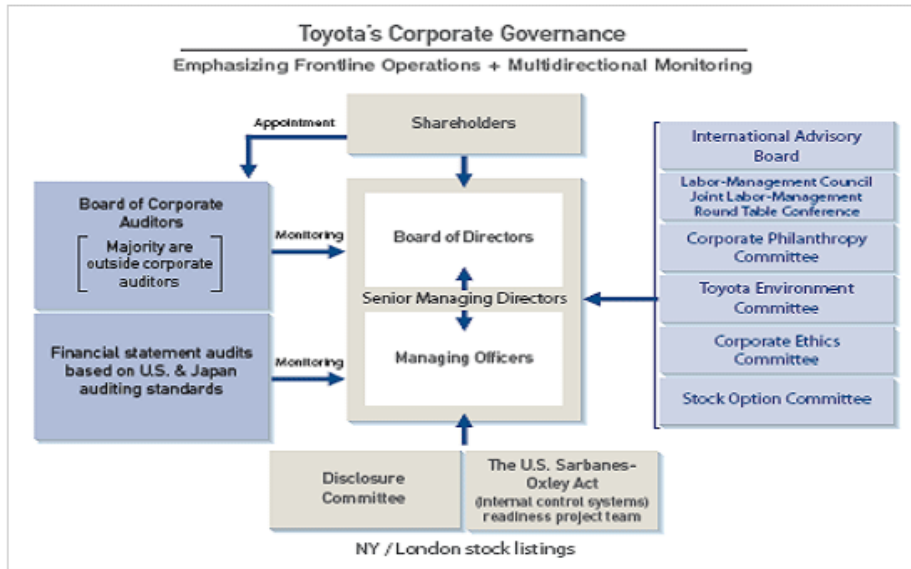 Toyota's Corporate Governance
Emphasizing Frontline Operations + Multidirectional Monitoring
Appointment
Shareholders
Board of Corporate
Auditors
Majority are
outside corporate
auditors
Monitoring
Board of Directors
Senior Managing Directors
Managing Officers
Financial statement audits
based on U.S. & Japan
auditing standards
Monitoring
International Advisory
Board
Labor-Management Council
Joint Labor-Management
Round Table Conference
Corporate Philanthropy
Committee
Toyota Environment
Committee
Corporate Ethics
Committee
Stock Option Committee
Disclosure
Committee
The U.S. Sarbanes-
Oxley Act
(Internal control systems)
readiness project team
NY / London stock listings